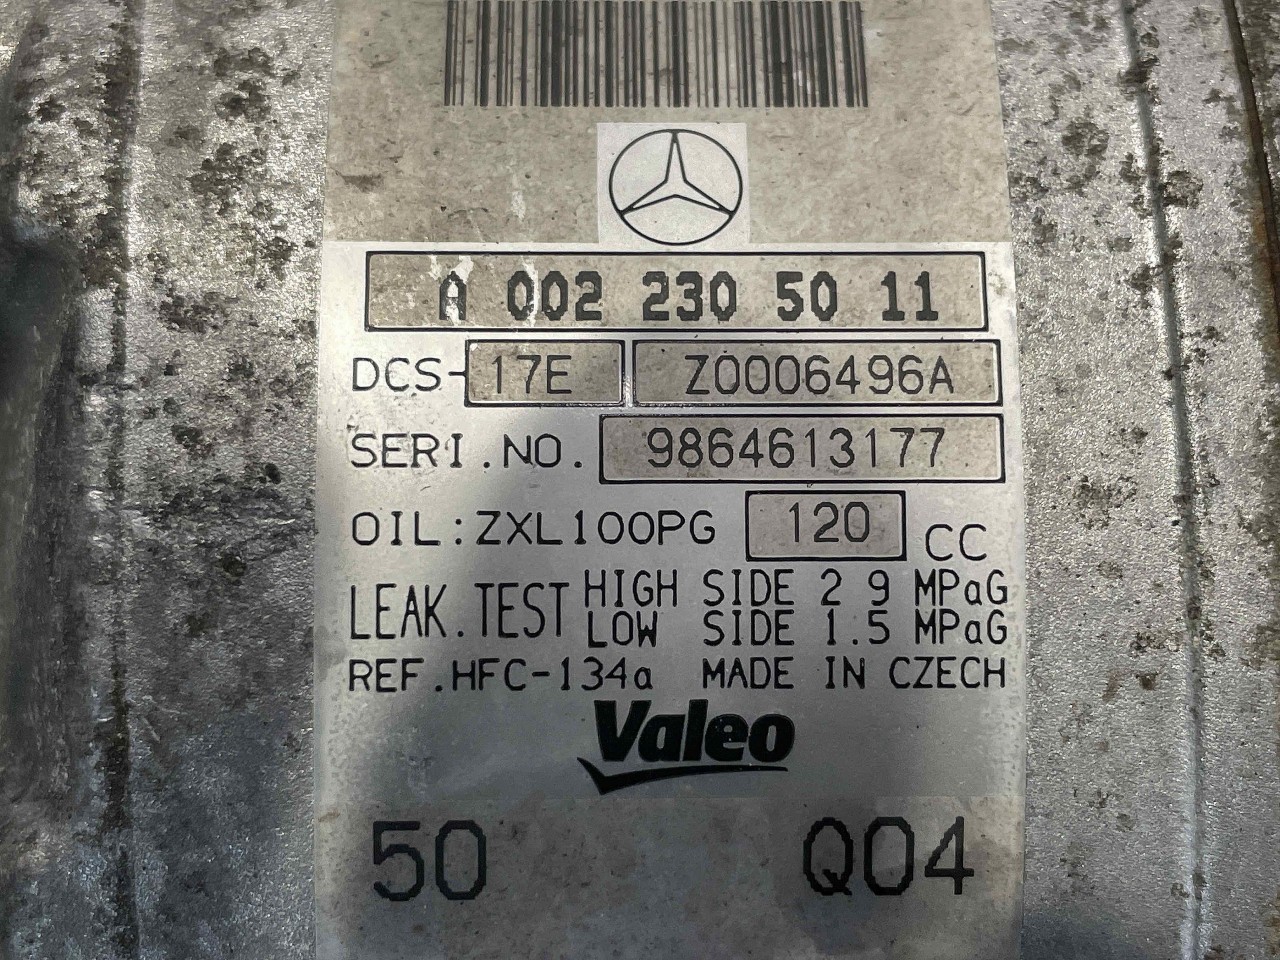 A 002 230 50 11
DCS- 17E Z0006496A
SERI.NO. 9864613177
OIL:ZXL100PG 120 CC
LEAK.TEST HIGH SIDE 2 9 MPaG
LOW SIDE 1.5 MPaG
REF.HFC-134a MADE IN CZECH
Valeo
50 Q04